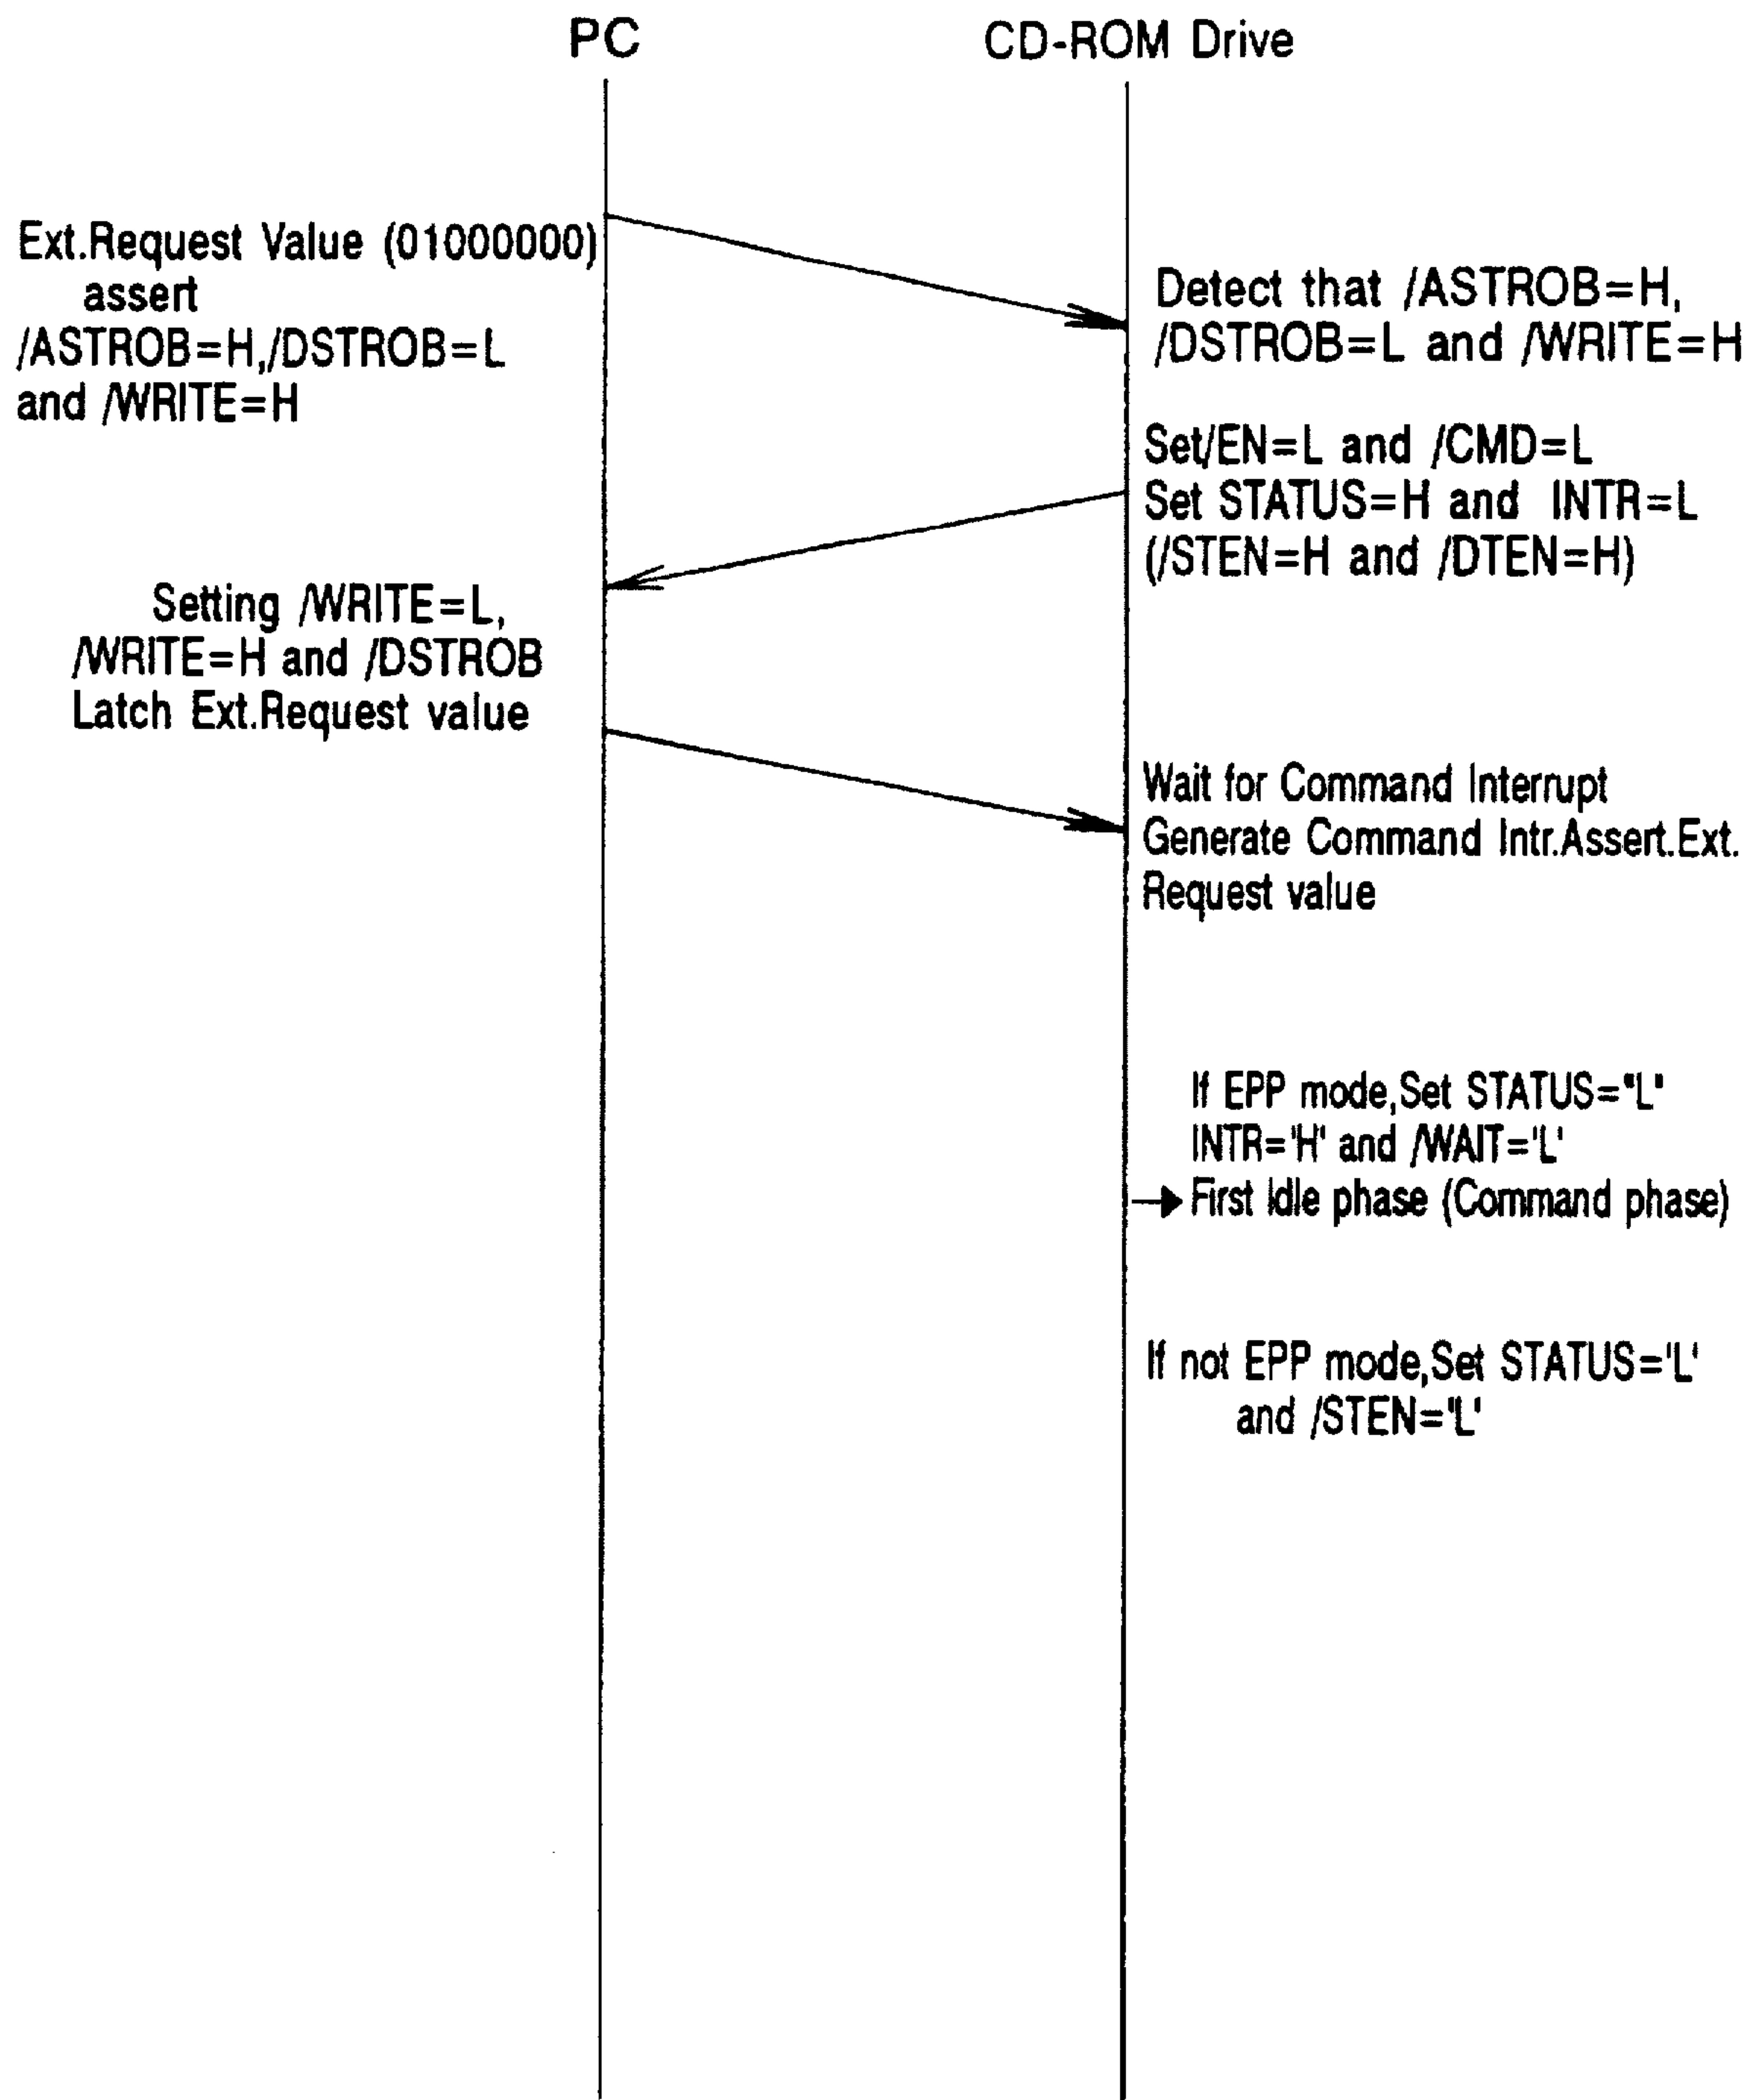 PC
CD-ROM Drive
Ext.Request Value (01000000)
assert
/ASTROB=H,/DSTROB=L
and /WRITE=H
Detect that /ASTROB=H,
/DSTROB=L and /WRITE=H
Set/EN=L and /CMD=L
Set STATUS=H and INTR=L
(/STEN=H and /DTEN=H)
Setting /WRITE=L,
/WRITE=H and /DSTROB
Latch Ext.Request value
Wait for Command Interrupt
Generate Command Intr.Assert.Ext.
Request value
If EPP mode,Set STATUS="L"
INTR='H' and /WAIT='L'
First Idle phase (Command phase)
If not EPP mode,Set STATUS='L'
and /STEN='L'